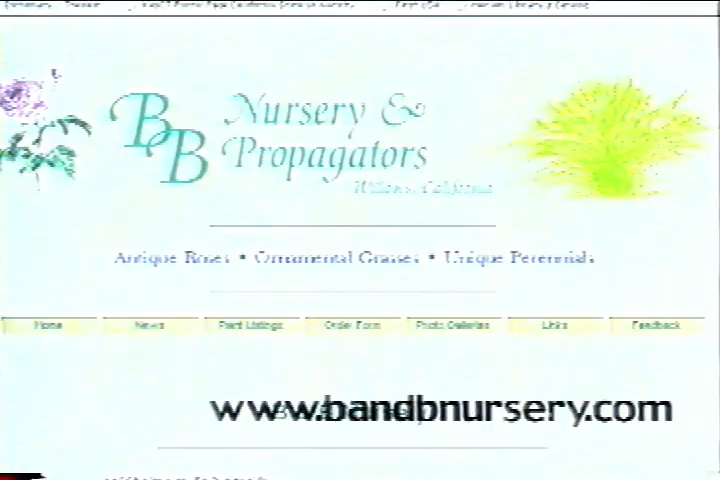 BB Nursery &
Propagators
Willows, California
Antique Roses • Ornamental Grasses • Unique Perennials
Home News Plant Listings Order Form Photo Galleries Links Feedback
www.bandbnursery.com